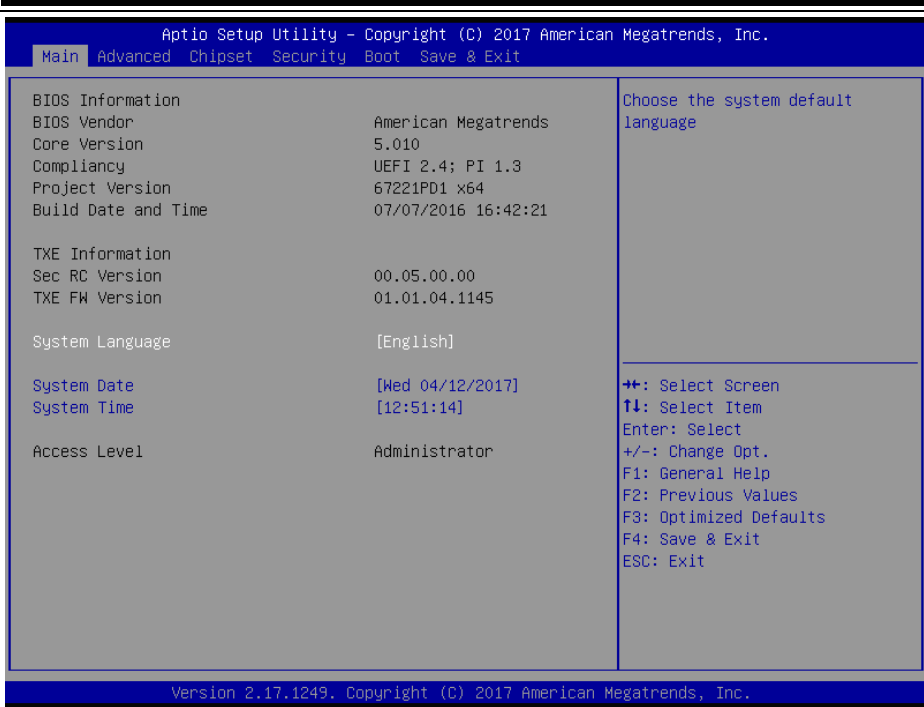 Aptio Setup Utility – Copyright (C) 2017 American Megatrends, Inc.
Main Advanced Chipset Security Boot Save & Exit
BIOS Information
BIOS Vendor American Megatrends
Core Version 5.010
Compliancy UEFI 2.4; PI 1.3
Project Version 67221PD1 x64
Build Date and Time 07/07/2016 16:42:21
TXE Information
Sec RC Version 00.05.00.00
TXE FW Version 01.01.04.1145
System Language [English]
System Date [Wed 04/12/2017]
System Time [12:51:14]
Access Level Administrator
Choose the system default
language
→←: Select Screen
↑↓: Select Item
Enter: Select
+/-: Change Opt.
F1: General Help
F2: Previous Values
F3: Optimized Defaults
F4: Save & Exit
ESC: Exit
Version 2.17.1249. Copyright (C) 2017 American Megatrends, Inc.